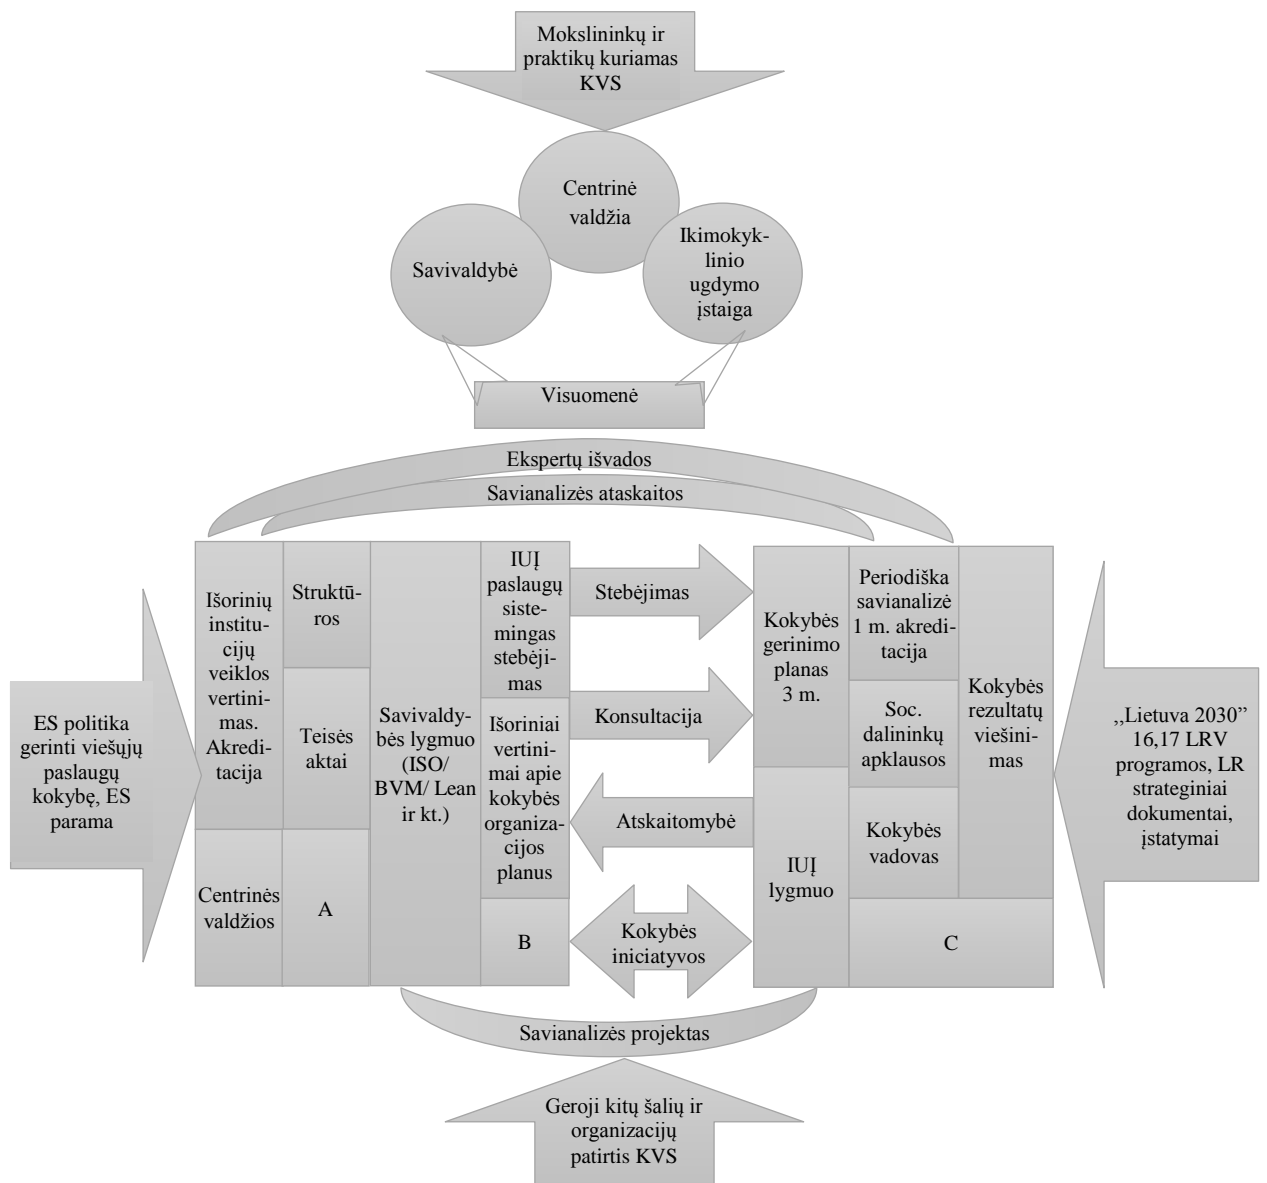 Mokslininkų ir
praktikų kuriamas
KVS
Centrinė
valdžia
Savivaldybė
Ikimokyk-
linio
ugdymo
įstaiga
Visuomenė
Ekspertų išvados
Savianalizės ataskaitos
ES politika
gerinti viešųjų
paslaugų
kokybę, ES
parama
Išorinių
institu-
cijų
veiklos
vertini-
mas.
Akredi-
tacija
Centrinės
valdžios
Struktū-
ros
Teisės
aktai
A
Savivaldy-
bės lygmuo
(ISO/
BVM/ Lean
ir kt.)
IUĮ
paslaugų
siste-
mingas
stebėji-
mas
Išoriniai
vertini-
mai apie
kokybės
organiza-
cijos
planus
B
Stebėjimas
Konsultacija
Atskaitomybė
Kokybės
iniciatyvos
Kokybės
gerinimo
planas
3 m.
IUĮ
lygmuo
Periodiška
savianalizė
1 m. akredi-
tacija
Soc.
dalininkų
apklausos
Kokybės
vadovas
Kokybės
rezultatų
viešini-
mas
C
,,Lietuva 2030”
16,17 LRV
programos, LR
strateginiai
dokumentai,
įstatymai
Savianalizės projektas
Geroji kitų šalių ir
organizacijų
patirtis KVS